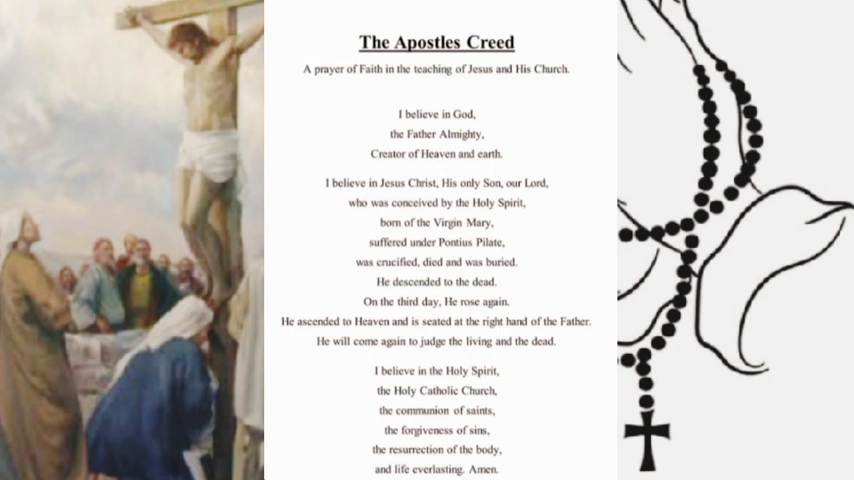 The Apostles Creed
A prayer of Faith in the teaching of Jesus and His Church.
I believe in God,
the Father Almighty,
Creator of Heaven and earth.
I believe in Jesus Christ, His only Son, our Lord,
who was conceived by the Holy Spirit,
born of the Virgin Mary,
suffered under Pontius Pilate,
was crucified, died and was buried.
He descended to the dead.
On the third day, He rose again.
He ascended to Heaven and is seated at the right hand of the Father.
He will come again to judge the living and the dead.
I believe in the Holy Spirit,
the Holy Catholic Church,
the communion of saints,
the forgiveness of sins,
the resurrection of the body,
and life everlasting. Amen.